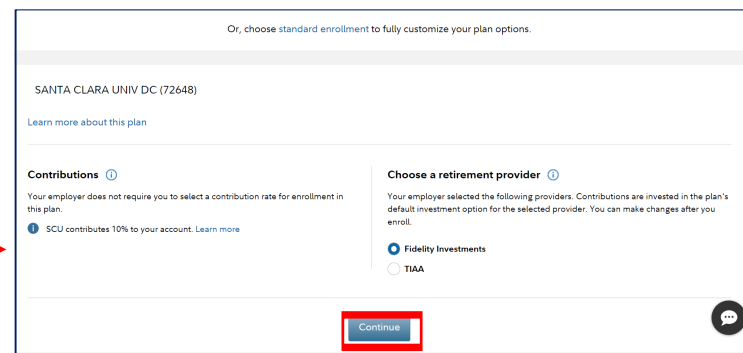 Or, choose standard enrollment to fully customize your plan options.
SANTA CLARA UNIV DC (72648)
Learn more about this plan
Contributions
Your employer does not require you to select a contribution rate for enrollment in
this plan.
SCU contributes 10% to your account. Learn more
Choose a retirement provider
Your employer selected the following providers. Contributions are invested in the plan's
default investment option for the selected provider. You can make changes after you
enroll.
Fidelity Investments
TIAA
Continue